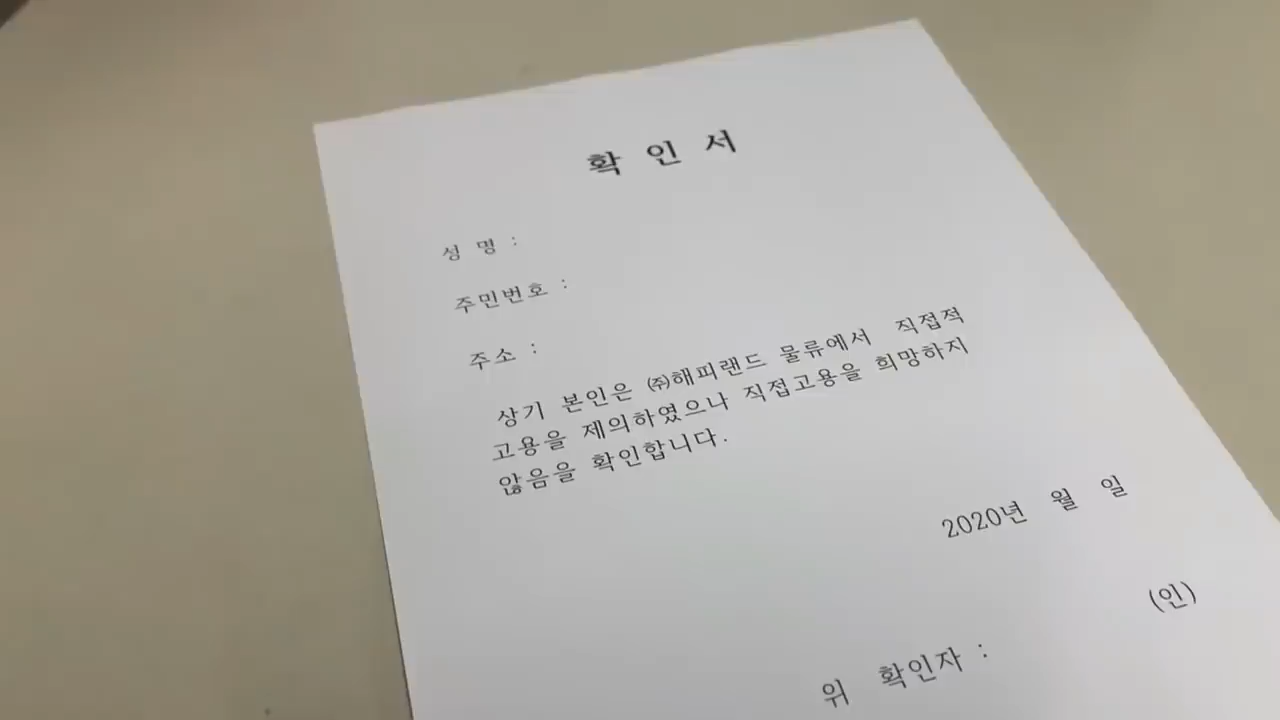 확 인 서
성 명 :
주민번호 :
주소 :
상기 본인은 ㈜해피랜드 물류에서 직접적
고용을 제의하였으나 직접고용을 희망하지
않음을 확인합니다.
2020년 월 일
(인)
위 확인자 :